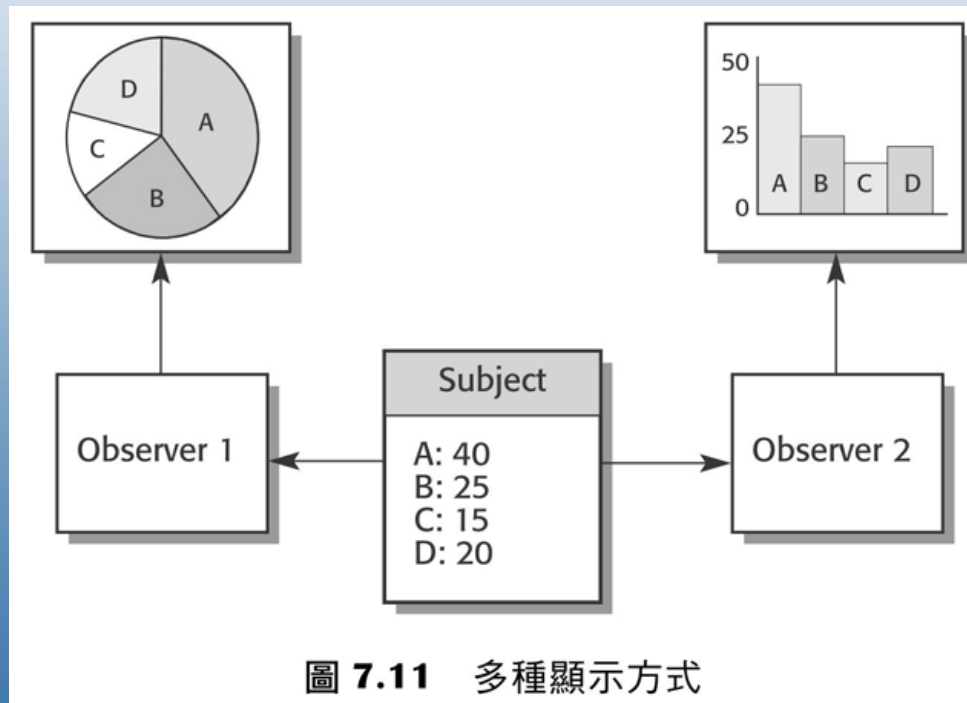 D
A
C
B
50
25
0
A B C D
Observer 1
Subject
A: 40
B: 25
C: 15
D: 20
Observer 2
圖 7.11 多種顯示方式